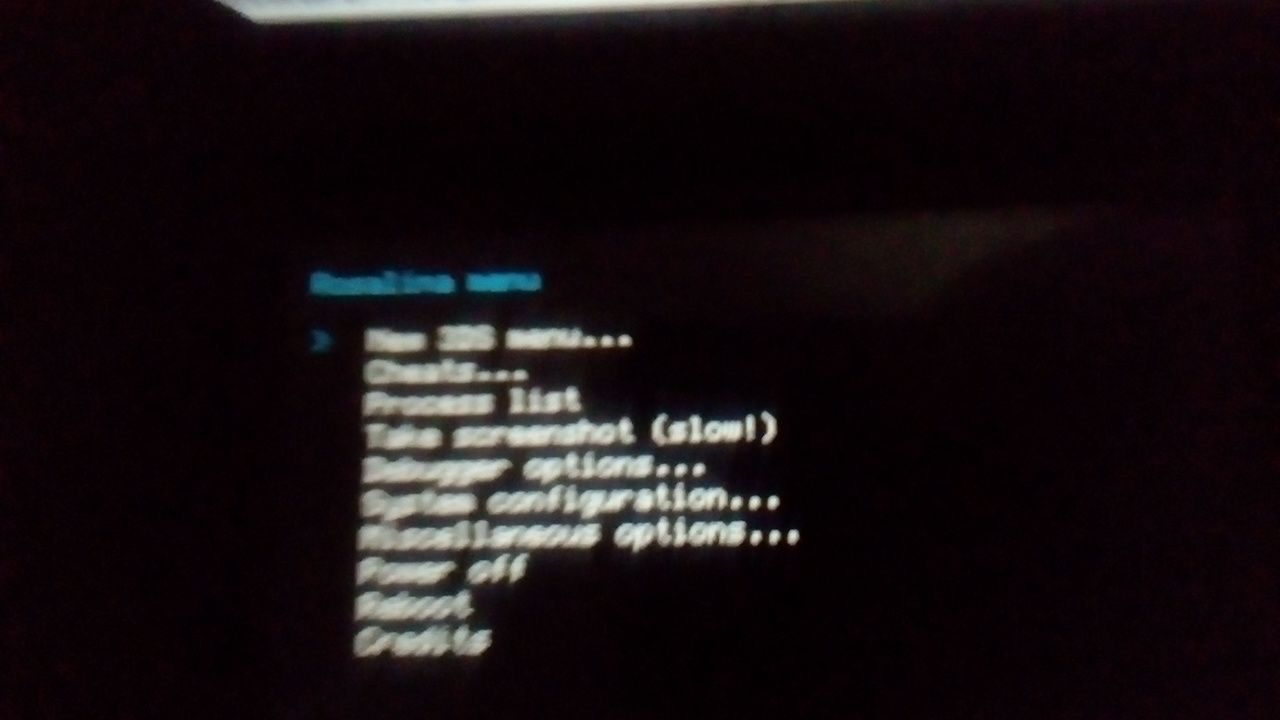 Rosalina menu
> New 3DS menu...
Cheats...
Process list
Take screenshot (slow!)
Debugger options...
System configuration...
Miscellaneous options...
Power off
Reboot
Credits